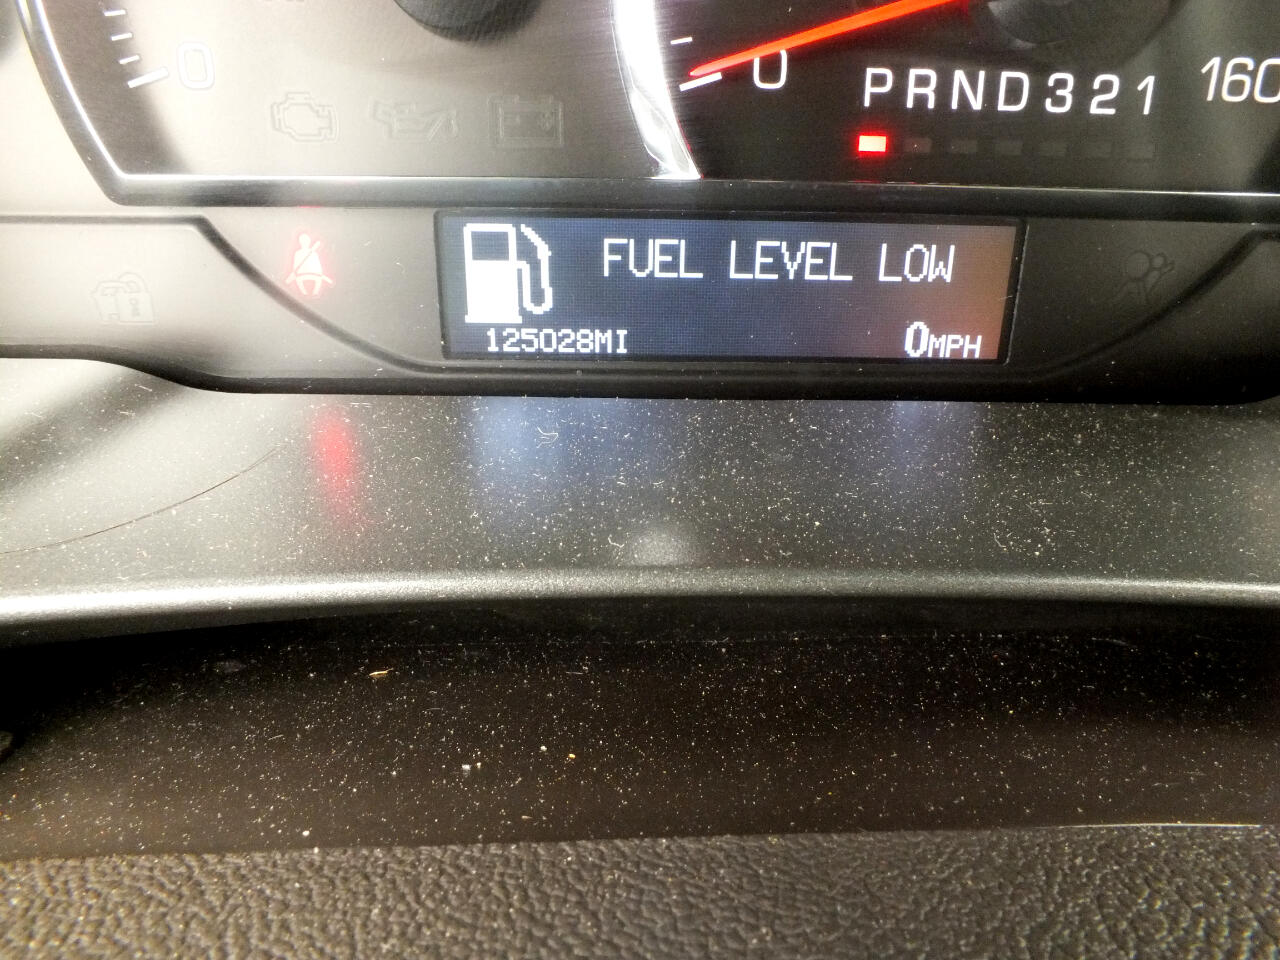 0
0
PRND321
160
FUEL LEVEL LOW
125028MI
0MPH